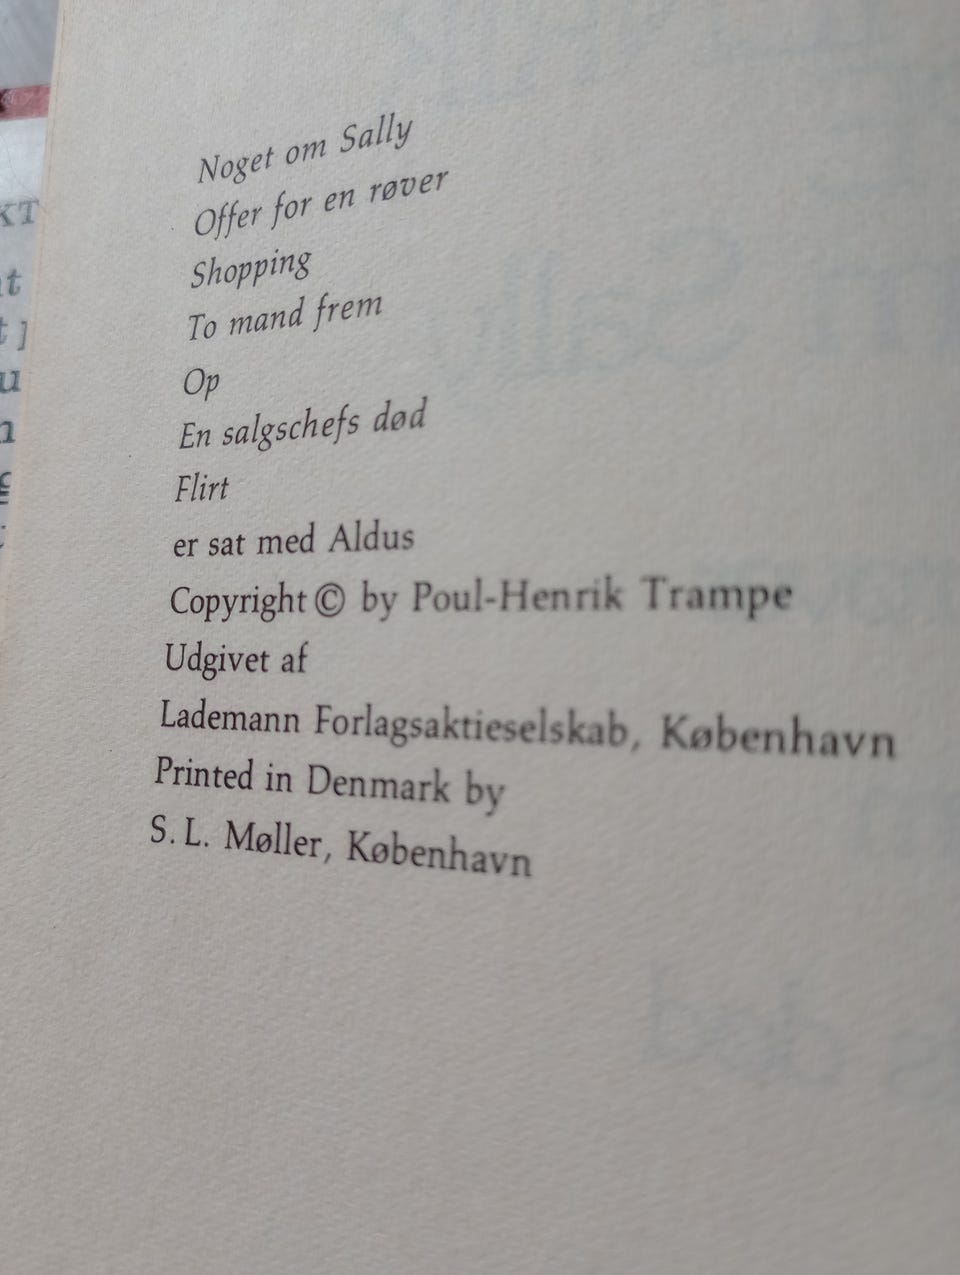 Noget om Sally
Offer for en røver
Shopping
To mand frem
Op
En salgschefs død
Flirt
er sat med Aldus
Copyright © by Poul-Henrik Trampe
Udgivet af
Lademann Forlagsaktieselskab, København
Printed in Denmark by
S. L. Møller, København